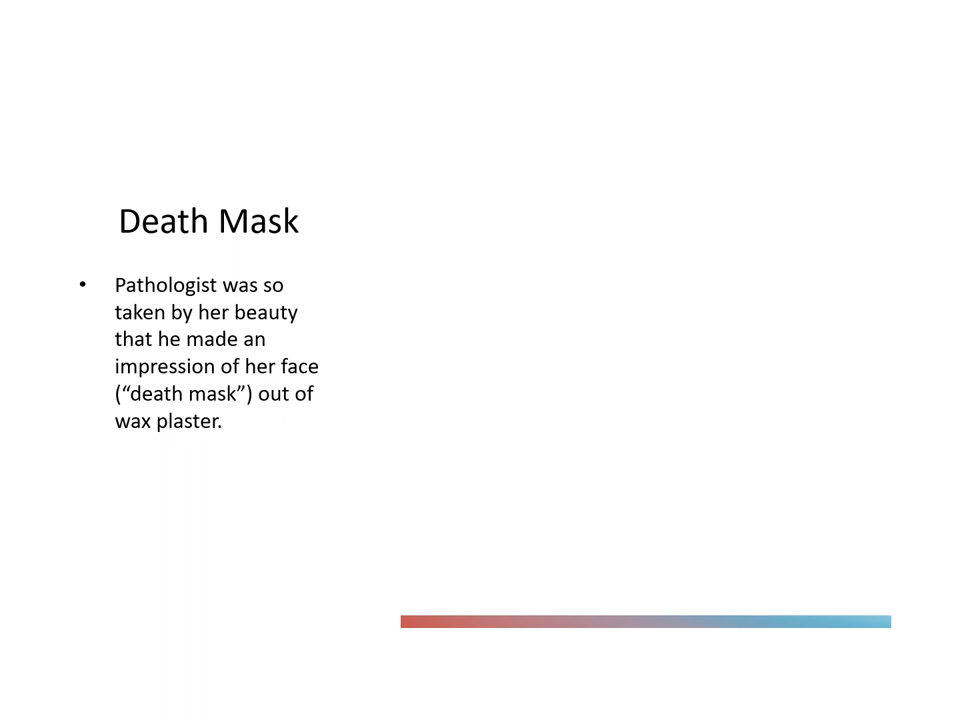 Death Mask
• Pathologist was so
taken by her beauty
that he made an
impression of her face
(“death mask”) out of
wax plaster.